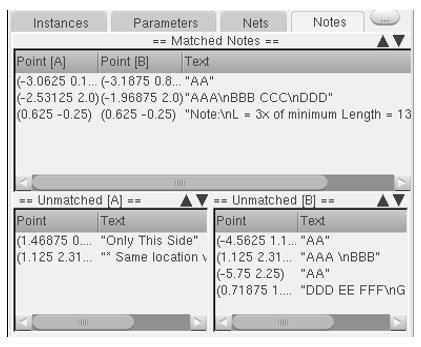 Instances Parameters Nets Notes ...
== Matched Notes ==
Point [A] Point [B] Text
(-3.0625 0.1... (-3.1875 0.8... "AA"
(-2.53125 2.0) (-1.96875 2.0) "AAA\nBBB CCC\nDDD"
(0.625 -0.25) (0.625 -0.25) "Note:\nL = 3x of minimum Length = 13
== Unmatched [A] ==
Point Text
(1.46875 0.... "Only This Side"
(1.125 2.31... "* Same location
== Unmatched [B] ==
Point Text
(-4.5625 1.1... "AA"
(1.125 2.31... "AAA \nBBB"
(-5.75 2.25) "AA"
(0.71875 1.... "DDD EE FFF\nG